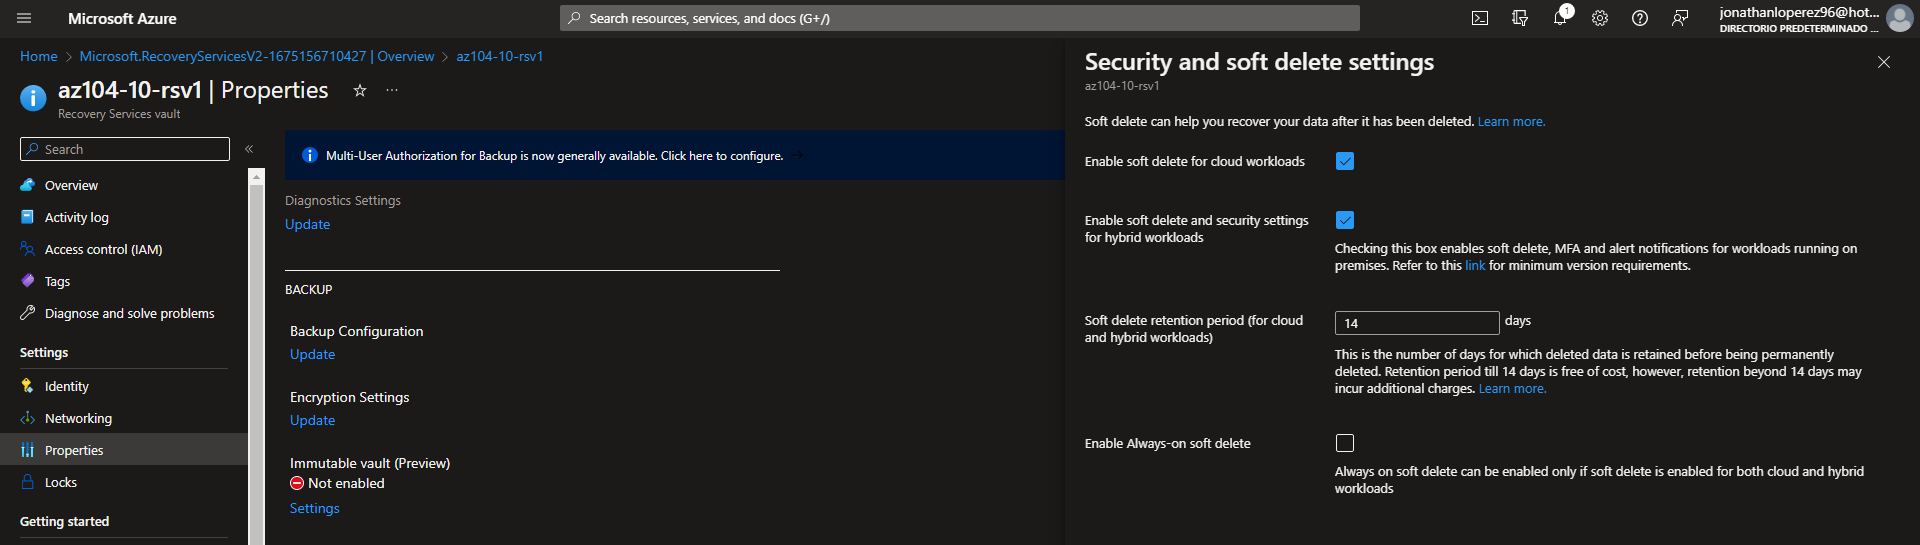 Microsoft Azure
Search resources, services, and docs (G+/)
1
jonathanloperez96@hot...
DIRECTORIO PREDETERMINADO ...
Home > Microsoft.RecoveryServicesV2-1675156710427 | Overview > az104-10-rsv1
az104-10-rsv1 | Properties
Recovery Services vault
Search
Overview
Activity log
Access control (IAM)
Tags
Diagnose and solve problems
Settings
Identity
Networking
Properties
Locks
Getting started
Multi-User Authorization for Backup is now generally available. Click here to configure. →
Diagnostics Settings
Update
BACKUP
Backup Configuration
Update
Encryption Settings
Update
Immutable vault (Preview)
Not enabled
Settings
Security and soft delete settings
az104-10-rsv1
Soft delete can help you recover your data after it has been deleted. Learn more.
Enable soft delete for cloud workloads
Enable soft delete and security settings
for hybrid workloads
Checking this box enables soft delete, MFA and alert notifications for workloads running on
premises. Refer to this link for minimum version requirements.
Soft delete retention period (for cloud
and hybrid workloads)
14 days
This is the number of days for which deleted data is retained before being permanently
deleted. Retention period till 14 days is free of cost, however, retention beyond 14 days may
incur additional charges. Learn more.
Enable Always-on soft delete
Always on soft delete can be enabled only if soft delete is enabled for both cloud and hybrid
workloads